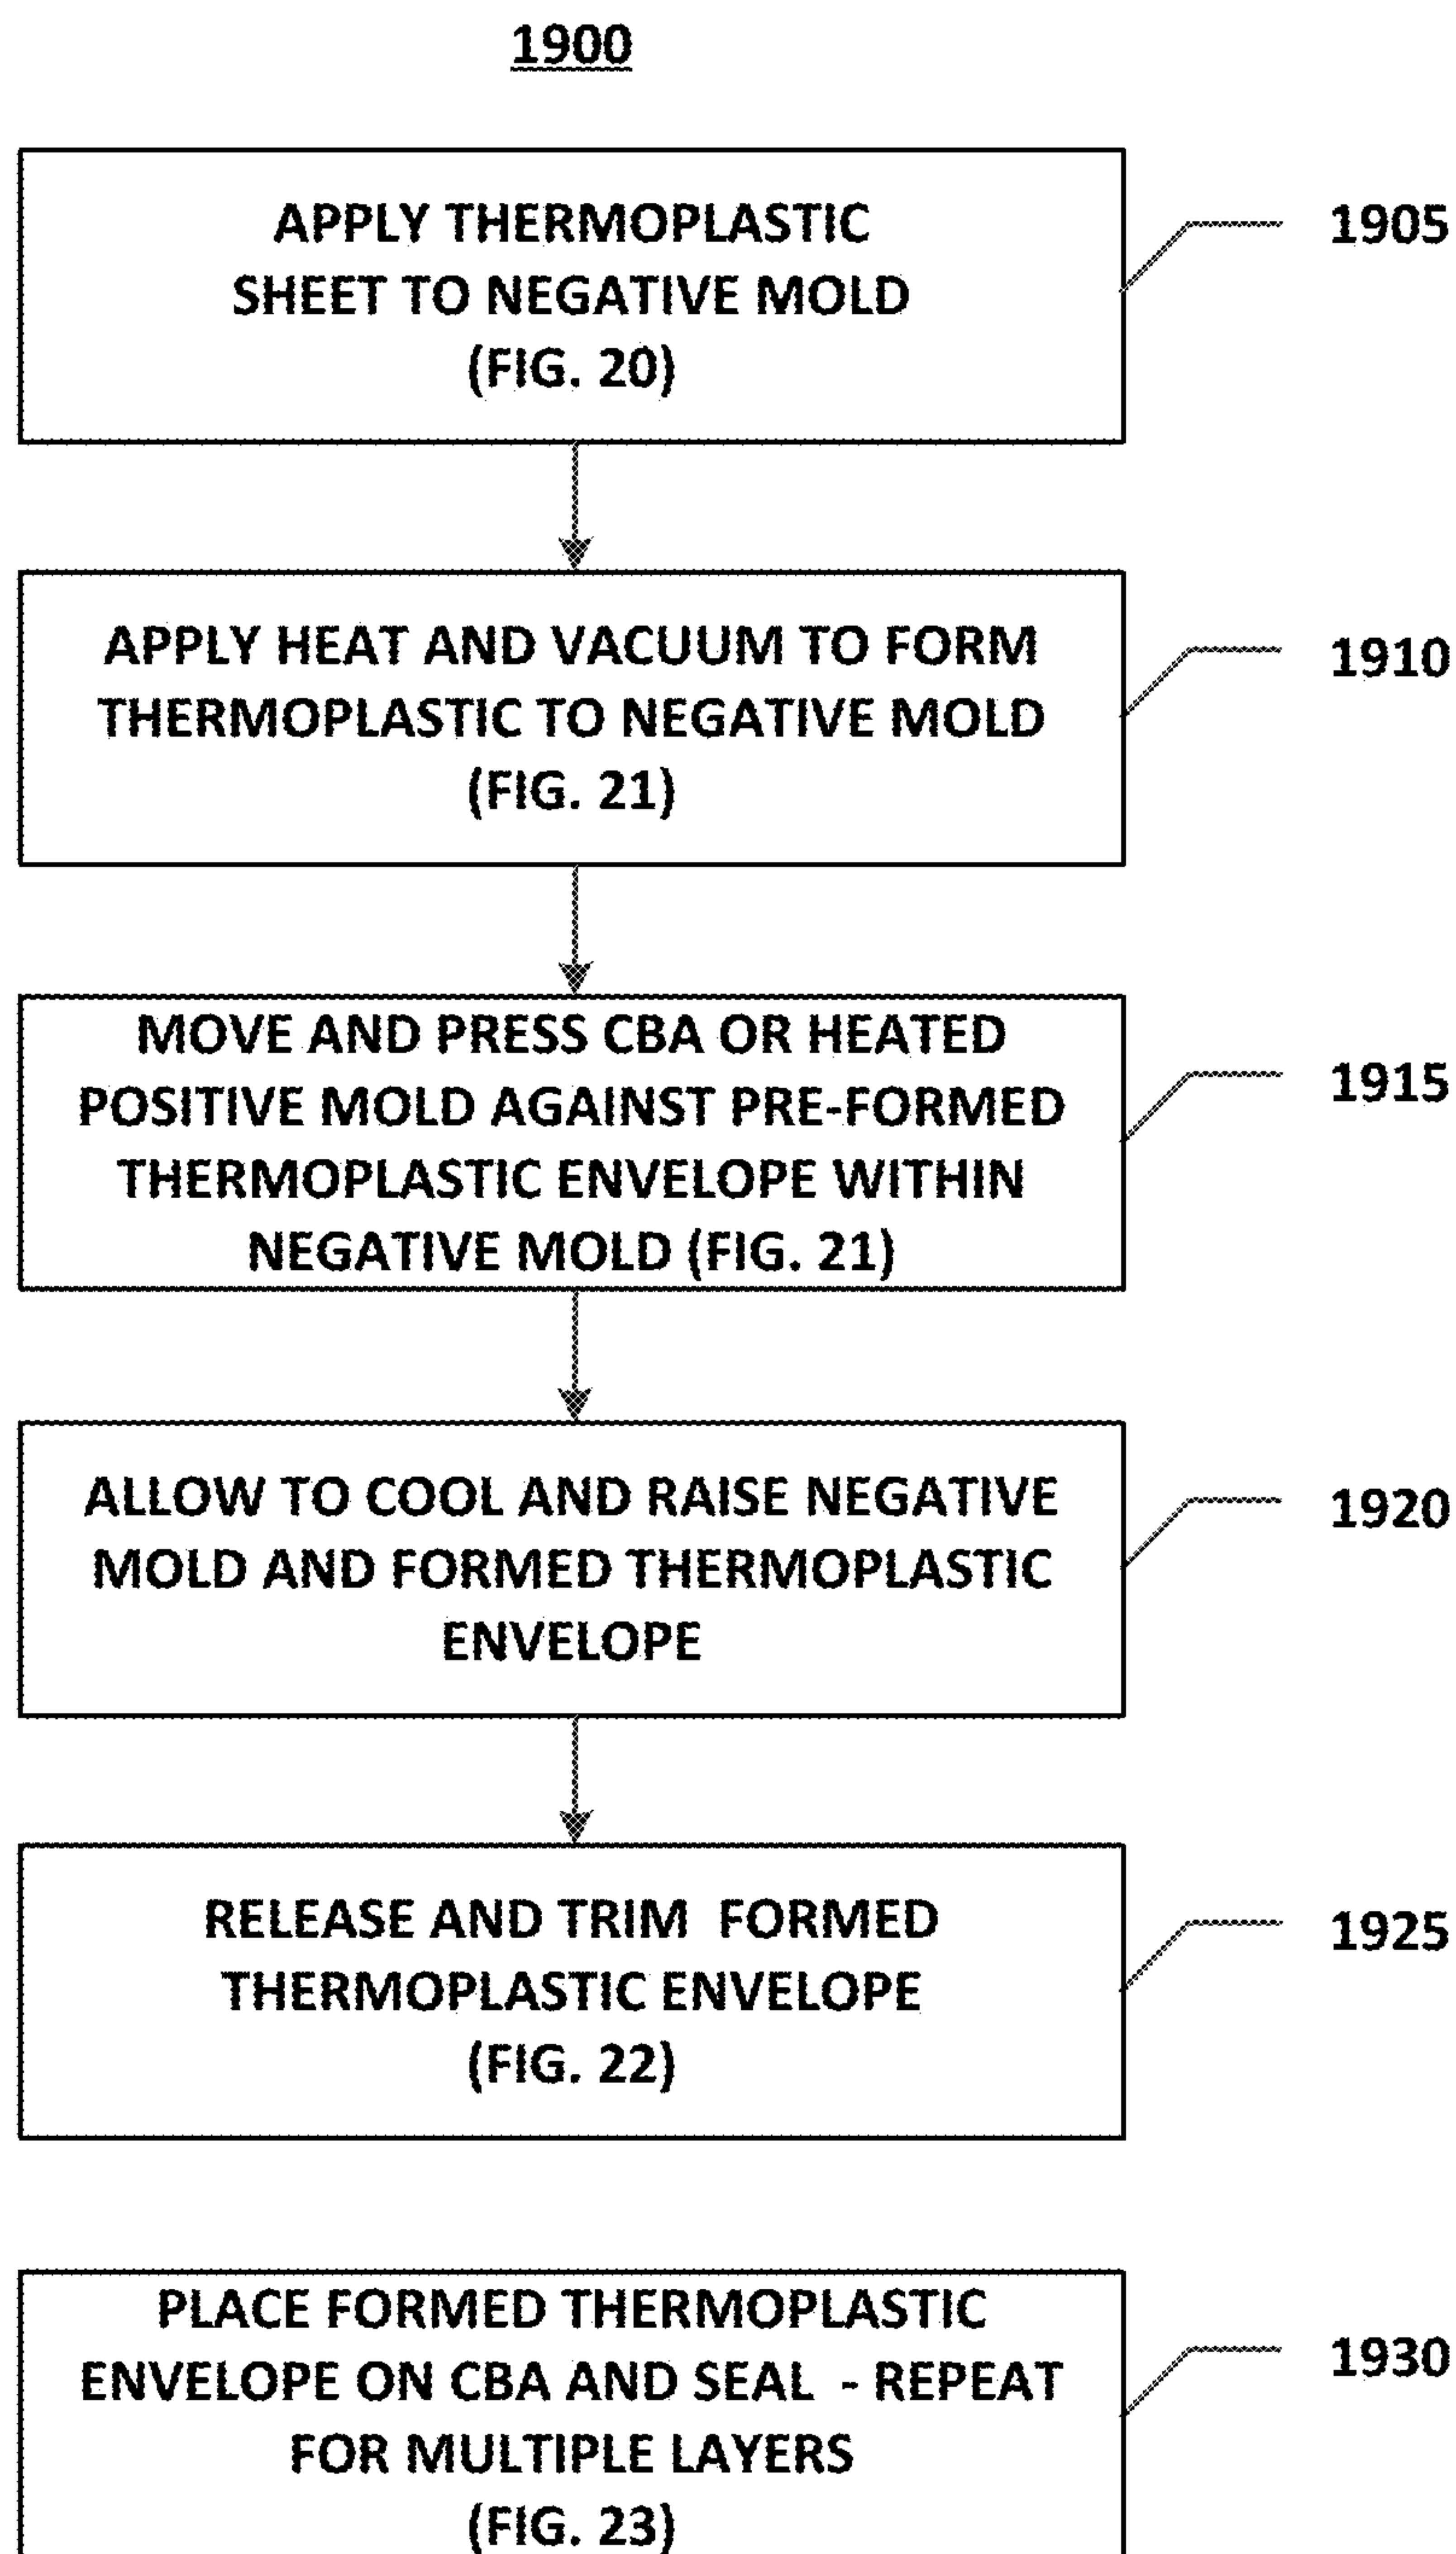 1900
APPLY THERMOPLASTIC
SHEET TO NEGATIVE MOLD
(FIG. 20)
1905
APPLY HEAT AND VACUUM TO FORM
THERMOPLASTIC TO NEGATIVE MOLD
(FIG. 21)
1910
MOVE AND PRESS CBA OR HEATED
POSITIVE MOLD AGAINST PRE-FORMED
THERMOPLASTIC ENVELOPE WITHIN
NEGATIVE MOLD (FIG. 21)
1915
ALLOW TO COOL AND RAISE NEGATIVE
MOLD AND FORMED THERMOPLASTIC
ENVELOPE
1920
RELEASE AND TRIM  FORMED
THERMOPLASTIC ENVELOPE
(FIG. 22)
1925
PLACE FORMED THERMOPLASTIC
ENVELOPE ON CBA AND SEAL  - REPEAT
FOR MULTIPLE LAYERS
(FIG. 23)
1930